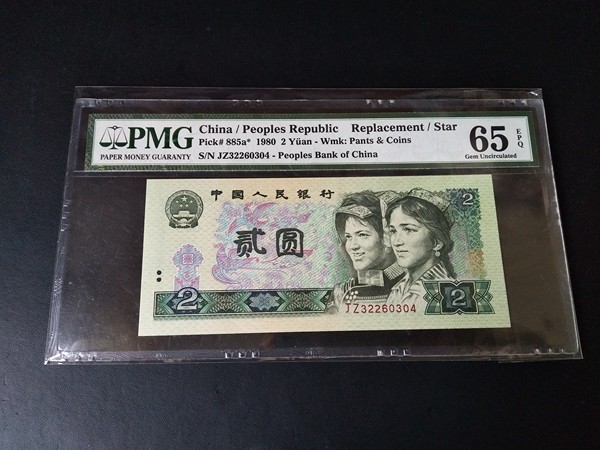 PMG
PAPER MONEY GUARANTY
China / Peoples Republic Replacement / Star
Pick# 885a* 1980 2 Yüan - Wmk: Pants & Coins
S/N JZ32260304 - Peoples Bank of China
65 EPQ
Gem Uncirculated
中国人民银行
2
贰圆
2
2
JZ32260304